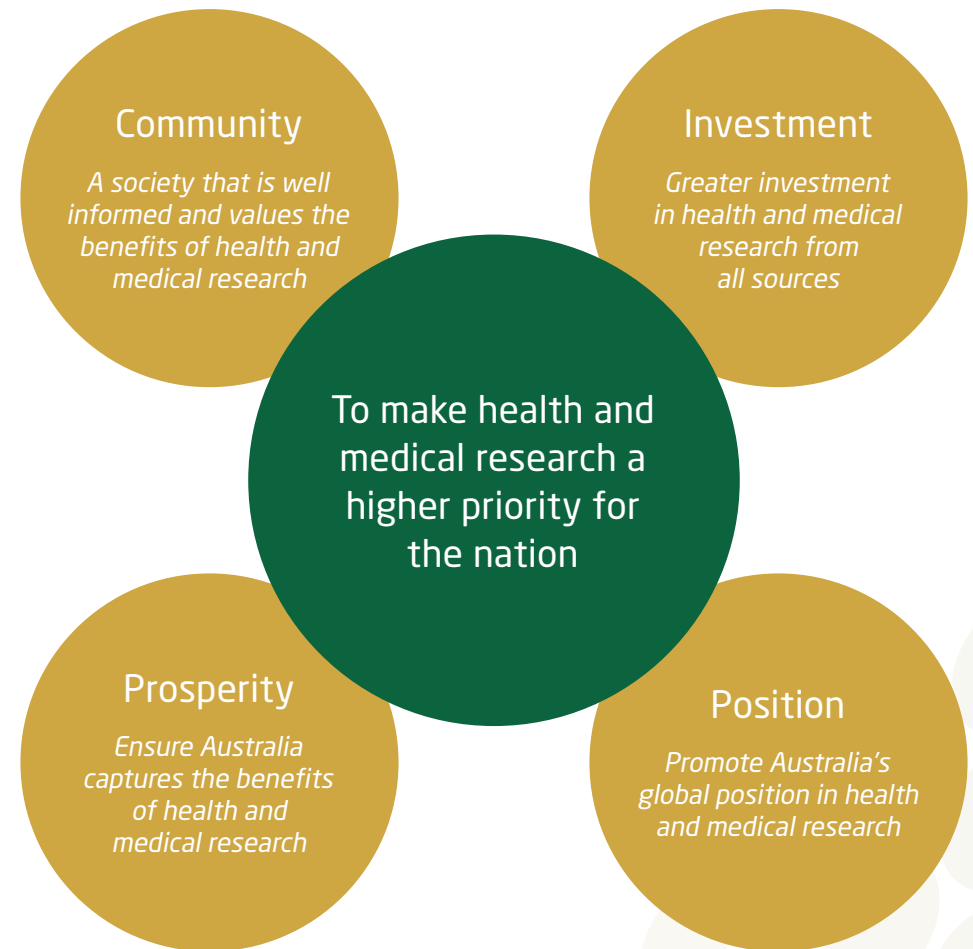 Community
A society that is well
informed and values the
benefits of health and
medical research
Investment
Greater investment
in health and medical
research from
all sources
To make health and
medical research a
higher priority for
the nation
Prosperity
Ensure Australia
captures the benefits
of health and
medical research
Position
Promote Australia's
global position in health
and medical research